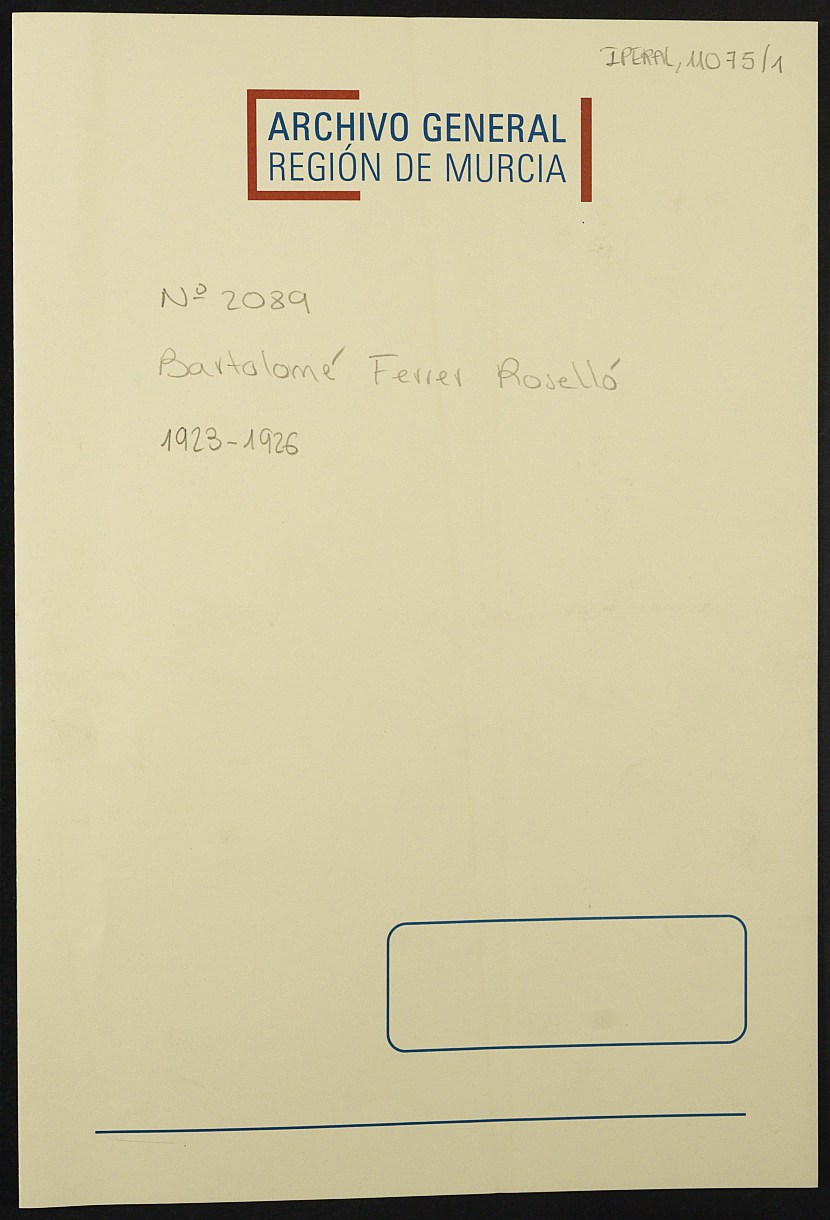 IPERAL, 11075/1
ARCHIVO GENERAL
REGIÓN DE MURCIA
Nº 2089
Bartolomé Ferrer Roselló
1923-1926